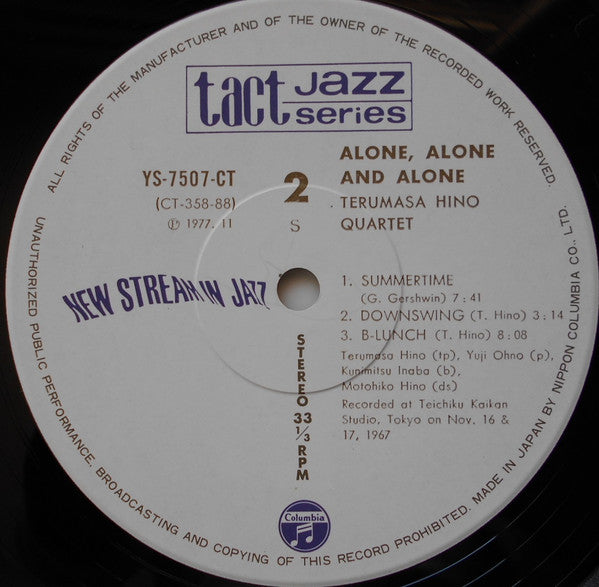 ALL RIGHTS OF THE MANUFACTURER AND OF THE OWNER OF THE RECORDED WORK RESERVED.
UNAUTHORIZED PUBLIC PERFORMANCE, BROADCASTING AND COPYING OF THIS RECORD PROHIBITED. MADE IN JAPAN BY NIPPON COLUMBIA CO., LTD.
tact JAZZ
series
YS-7507-CT
(CT-358-88)
Ⓟ 1977. 11
2
S
ALONE, ALONE
AND ALONE
TERUMASA HINO
QUARTET
NEW STREAM IN JAZZ
1. SUMMERTIME
(G. Gershwin) 7 : 41
2. DOWNSWING (T. Hino) 3 : 14
3. B-LUNCH (T. Hino) 8 : 08
Terumasa Hino (tp), Yuji Ohno (p),
Kunimitsu Inaba (b),
Motohiko Hino (ds)
Recorded at Teichiku Kaikan
Studio, Tokyo on Nov. 16 &
17, 1967
STEREO 33 1/3 RPM
Columbia